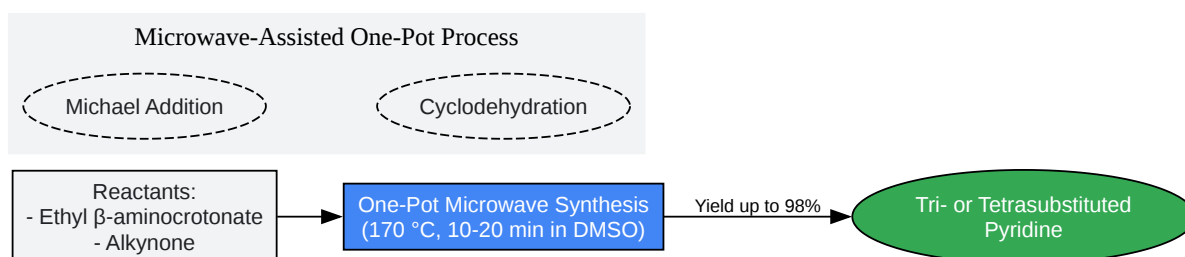 Microwave-Assisted One-Pot Process
Michael Addition
Cyclodehydration
Reactants:
- Ethyl β-aminocrotonate
- Alkynone
One-Pot Microwave Synthesis
(170 °C, 10-20 min in DMSO)
Yield up to 98%
Tri- or Tetrasubstituted
Pyridine